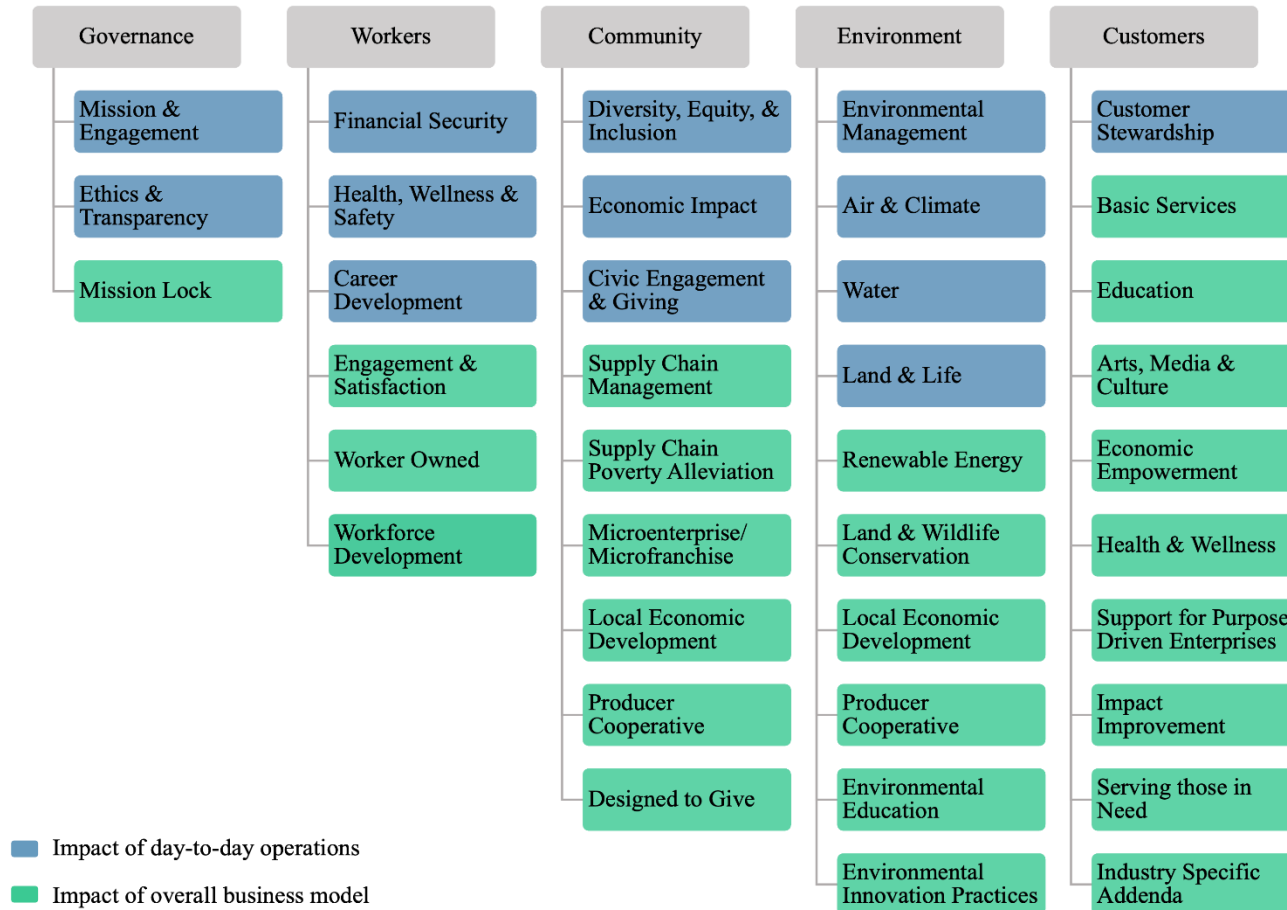 Governance
Mission &
Engagement
Ethics &
Transparency
Mission Lock
Workers
Financial Security
Health, Wellness &
Safety
Career
Development
Engagement &
Satisfaction
Worker Owned
Workforce
Development
Community
Diversity, Equity, &
Inclusion
Economic Impact
Civic Engagement
& Giving
Supply Chain
Management
Supply Chain
Poverty Alleviation
Microenterprise/
Microfranchise
Local Economic
Development
Producer
Cooperative
Designed to Give
Environment
Environmental
Management
Air & Climate
Water
Land & Life
Renewable Energy
Land & Wildlife
Conservation
Local Economic
Development
Producer
Cooperative
Environmental
Education
Environmental
Innovation Practices
Customers
Customer
Stewardship
Basic Services
Education
Arts, Media &
Culture
Economic
Empowerment
Health & Wellness
Support for Purpose
Driven Enterprises
Impact
Improvement
Serving those in
Need
Industry Specific
Addenda
Impact of day-to-day operations
Impact of overall business model